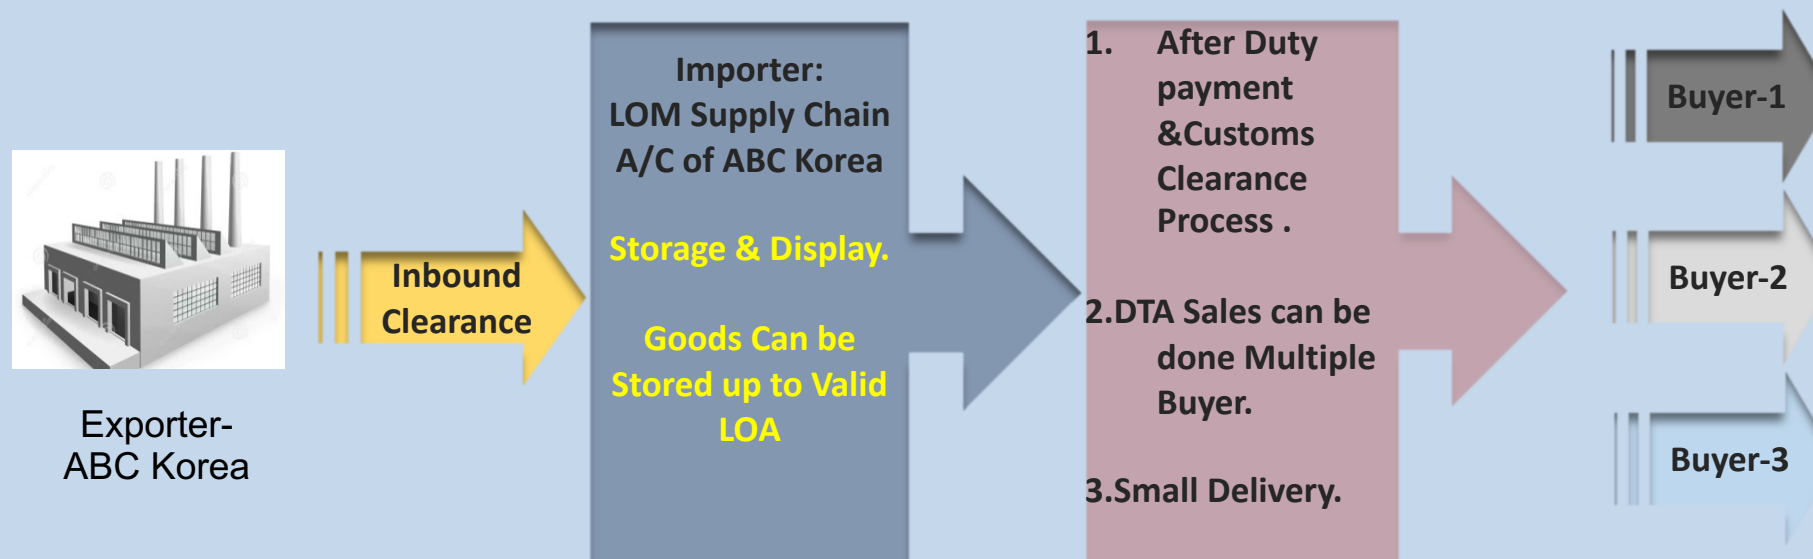 Exporter-
ABC Korea
Inbound
Clearance
Importer:
LOM Supply Chain
A/C of ABC Korea
Storage & Display.
Goods Can be
Stored up to Valid
LOA
1. After Duty
payment
&Customs
Clearance
Process .
2.DTA Sales can be
done Multiple
Buyer.
3.Small Delivery.
Buyer-1
Buyer-2
Buyer-3